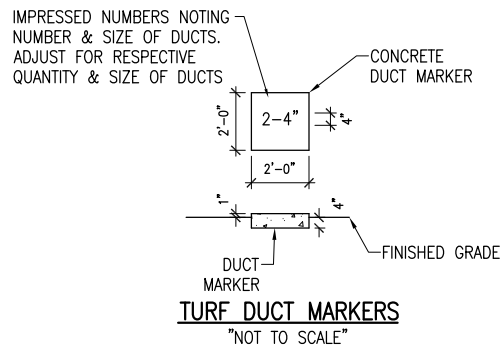 IMPRESSED NUMBERS NOTING
NUMBER & SIZE OF DUCTS.
ADJUST FOR RESPECTIVE
QUANTITY & SIZE OF DUCTS
CONCRETE
DUCT MARKER
2'-0"
2-4"
4"
2'-0"
1"
4"
FINISHED GRADE
DUCT
MARKER
TURF DUCT MARKERS
"NOT TO SCALE"